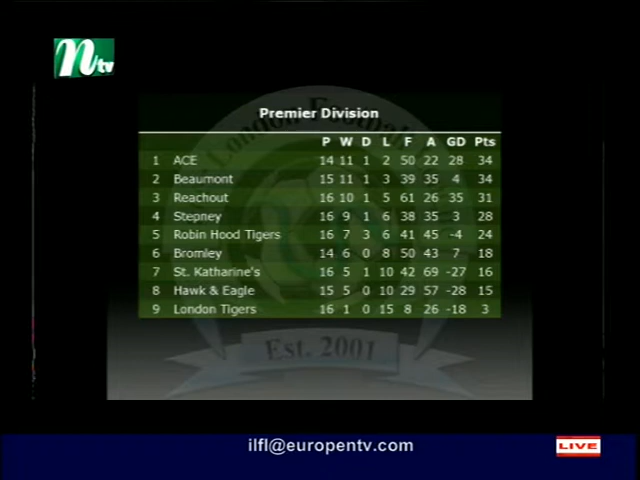 ntv
London Football
Premier Division
P W D L F A GD Pts
1 ACE 14 11 1 2 50 22 28 34
2 Beaumont 15 11 1 3 39 35 4 34
3 Reachout 16 10 1 5 61 26 35 31
4 Stepney 16 9 1 6 38 35 3 28
5 Robin Hood Tigers 16 7 3 6 41 45 -4 24
6 Bromley 14 6 0 8 50 43 7 18
7 St. Katharine's 16 5 1 10 42 69 -27 16
8 Hawk & Eagle 15 5 0 10 29 57 -28 15
9 London Tigers 16 1 0 15 8 26 -18 3
Est. 2001
ilfl@europentv.com
LIVE